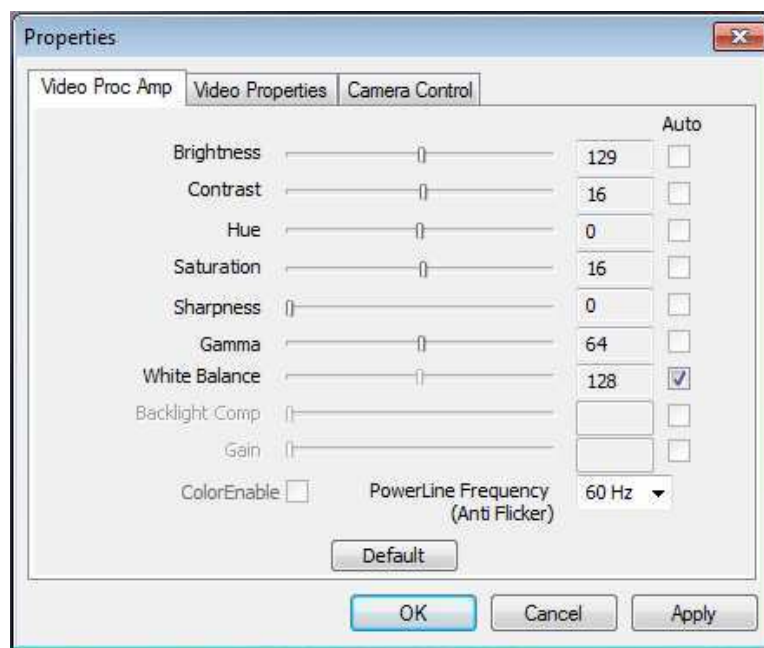 Properties
Video Proc Amp Video Properties Camera Control
Auto
Brightness 129
Contrast 16
Hue 0
Saturation 16
Sharpness 0
Gamma 64
White Balance 128
Backlight Comp
Gain
ColorEnable PowerLine Frequency 60 Hz
(Anti Flicker)
Default
OK Cancel Apply